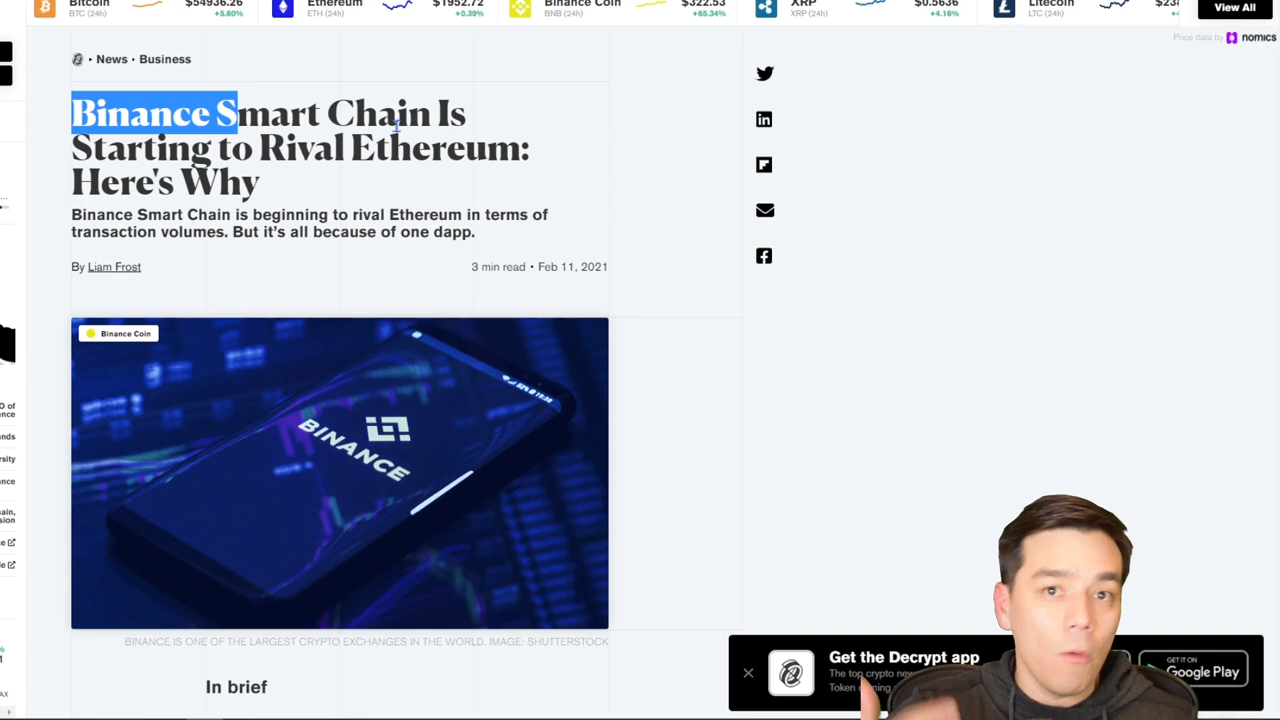 Bitcoin $54936.26
BTC (24h) +5.60%
Ethereum $1952.72
ETH (24h) +0.39%
Binance Coin $322.53
BNB (24h) +65.34%
XRP $0.5636
XRP (24h) +4.16%
Litecoin
LTC (24h)
View All
Price data by nomics
• News • Business
Binance Smart Chain Is
Starting to Rival Ethereum:
Here's Why
Binance Smart Chain is beginning to rival Ethereum in terms of
transaction volumes. But it's all because of one dapp.
By Liam Frost 3 min read • Feb 11, 2021
Binance Coin
BINANCE
BINANCE IS ONE OF THE LARGEST CRYPTO EXCHANGES IN THE WORLD. IMAGE: SHUTTERSTOCK
In brief
Get the Decrypt app
The top crypto
Token
GET IT ON
Google Play